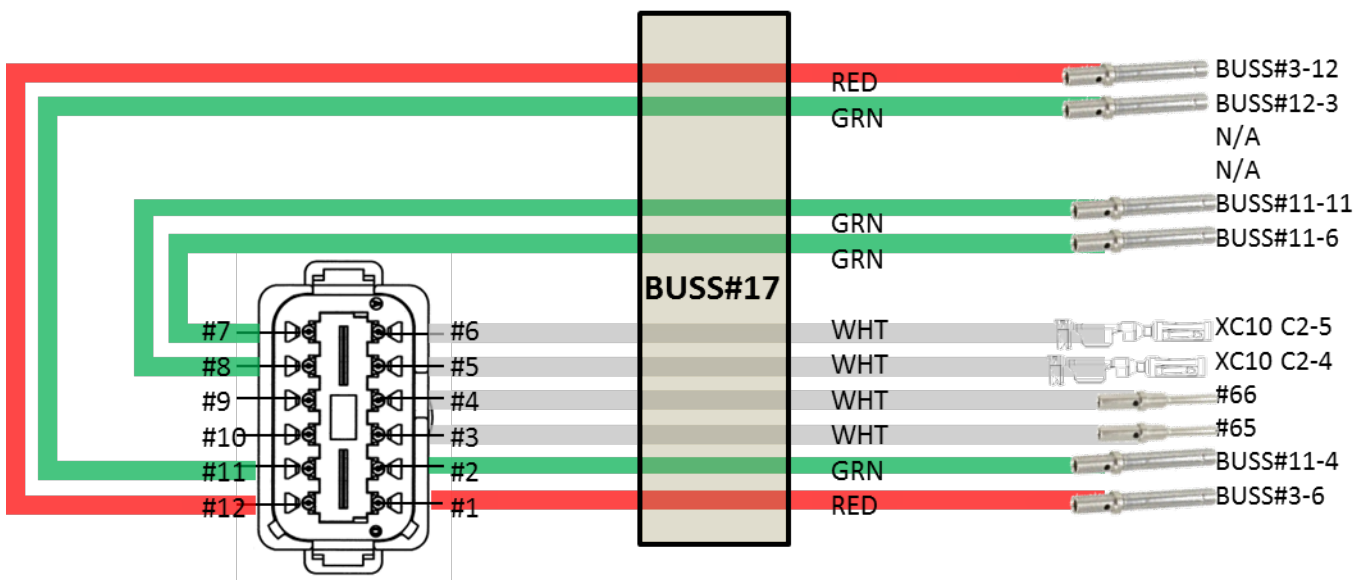 RED BUSS#3-12
GRN BUSS#12-3
N/A
N/A
GRN BUSS#11-11
GRN BUSS#11-6
BUSS#17
#7 #6 WHT XC10 C2-5
#8 #5 WHT XC10 C2-4
#9 #4 WHT #66
#10 #3 WHT #65
#11 #2 GRN BUSS#11-4
#12 #1 RED BUSS#3-6